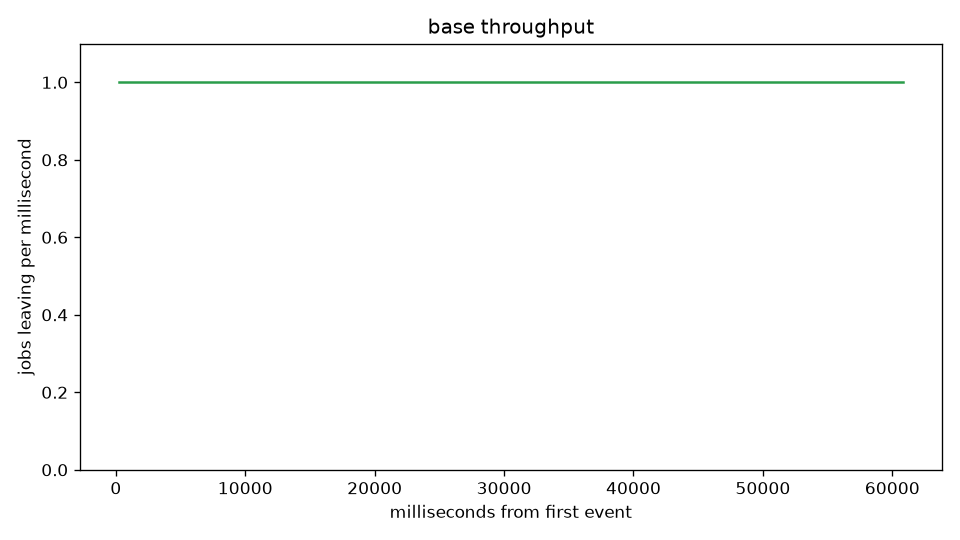 base throughput
jobs leaving per millisecond
1.0
0.8
0.6
0.4
0.2
0.0
0 10000 20000 30000 40000 50000 60000
milliseconds from first event